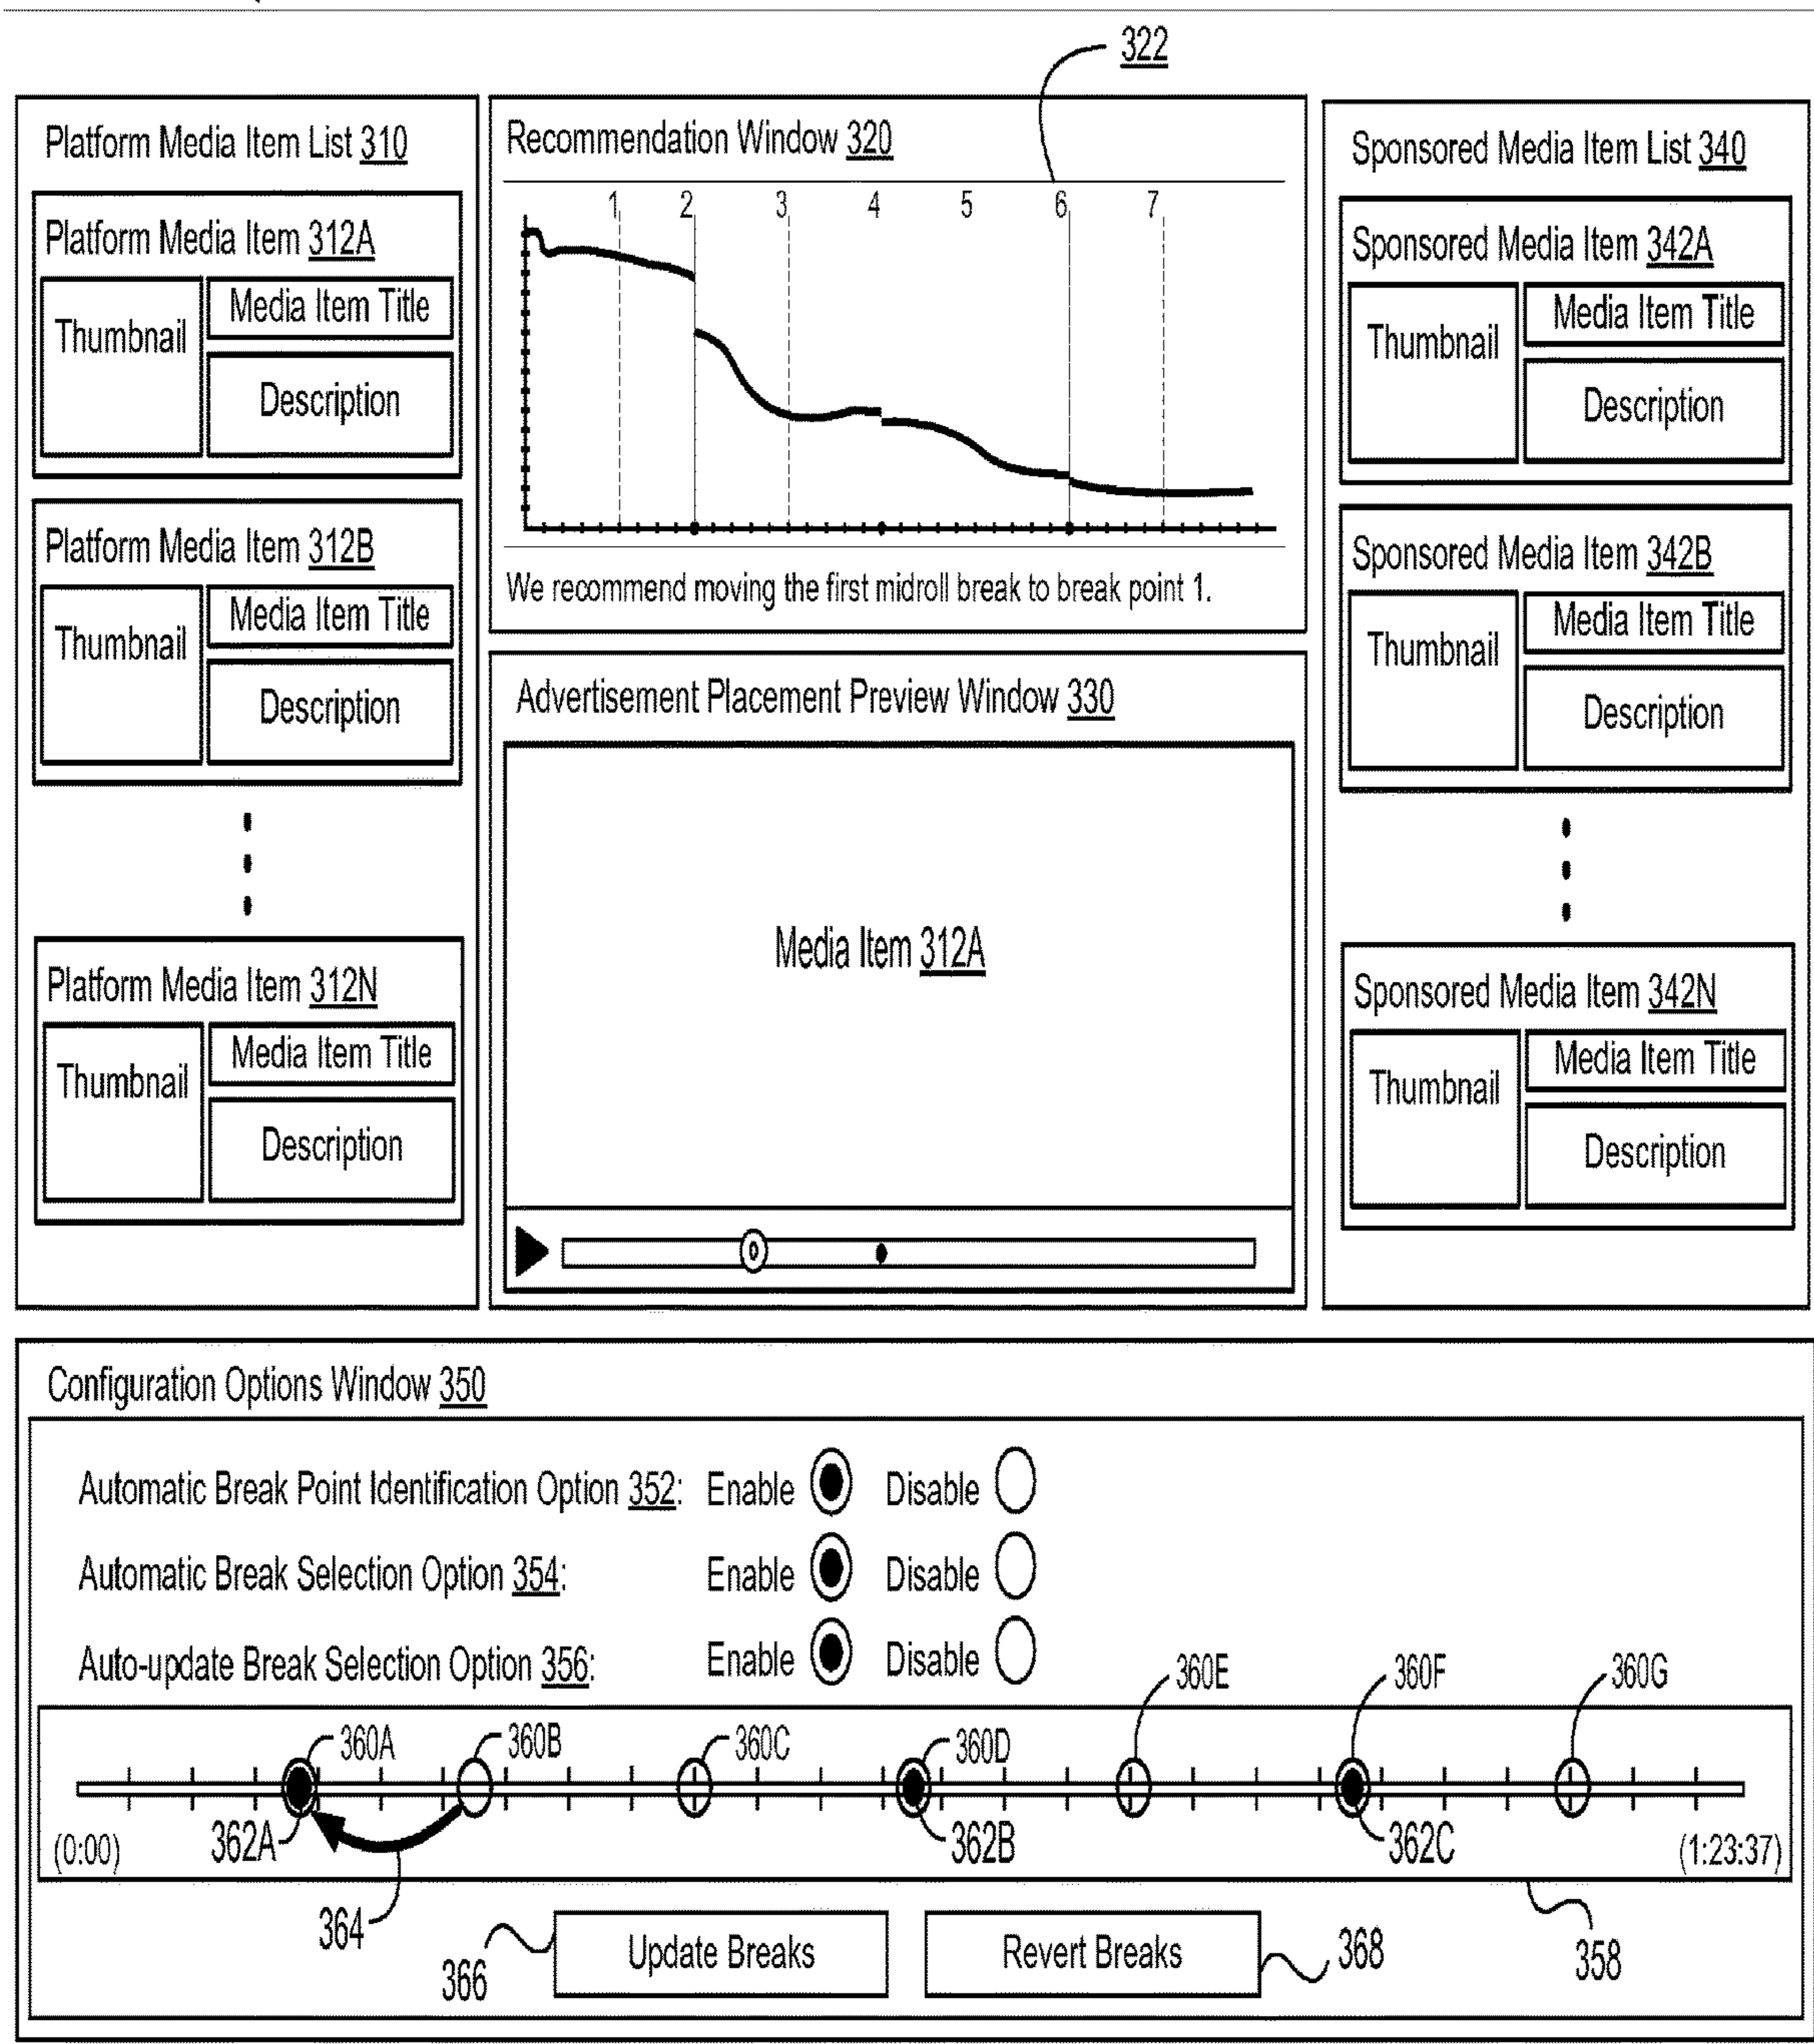 322
Platform Media Item List 310
Platform Media Item 312A
Thumbnail
Media Item Title
Description
Platform Media Item 312B
Thumbnail
Media Item Title
Description
Platform Media Item 312N
Thumbnail
Media Item Title
Description
Recommendation Window 320
1 2 3 4 5 6 7
We recommend moving the first midroll break to break point 1.
Advertisement Placement Preview Window 330
Media Item 312A
Sponsored Media Item List 340
Sponsored Media Item 342A
Thumbnail
Media Item Title
Description
Sponsored Media Item 342B
Thumbnail
Media Item Title
Description
Sponsored Media Item 342N
Thumbnail
Media Item Title
Description
Configuration Options Window 350
Automatic Break Point Identification Option 352: Enable Disable
Automatic Break Selection Option 354: Enable Disable
Auto-update Break Selection Option 356: Enable Disable
360E 360F 360G
360A 360B 360C 360D
(0:00) 362A 362B 362C (1:23:37)
364
366 Update Breaks Revert Breaks 368 358